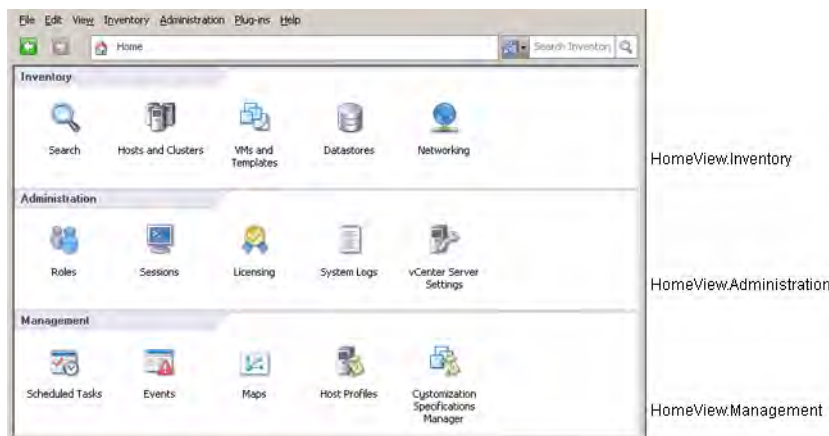 File Edit View Inventory Administration Plug-ins Help
Home
Search Inventory
Inventory
Search Hosts and Clusters VMs and Templates Datastores Networking
HomeView.Inventory
Administration
Roles Sessions Licensing System Logs vCenter Server Settings
HomeView.Administration
Management
Scheduled Tasks Events Maps Host Profiles Customization Specifications Manager
HomeView.Management